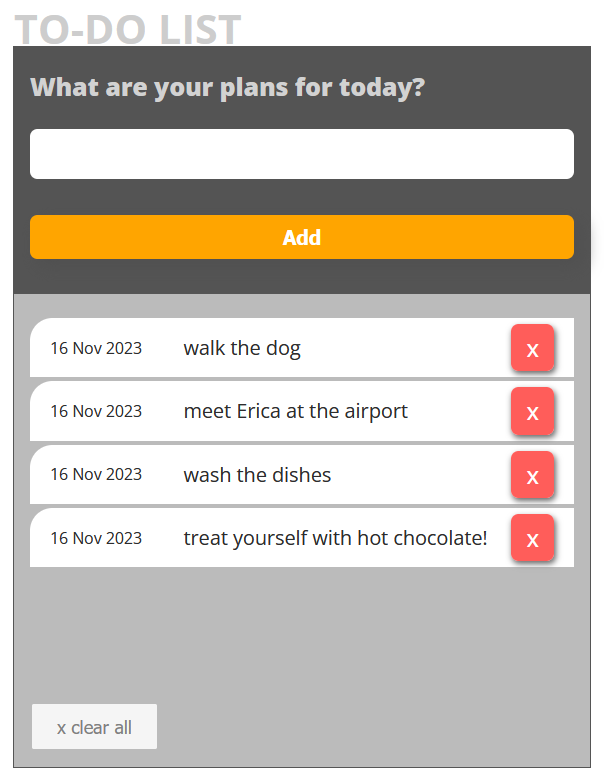 TO-DO LIST
What are your plans for today?
Add
16 Nov 2023 walk the dog x
16 Nov 2023 meet Erica at the airport x
16 Nov 2023 wash the dishes x
16 Nov 2023 treat yourself with hot chocolate! x
x clear all